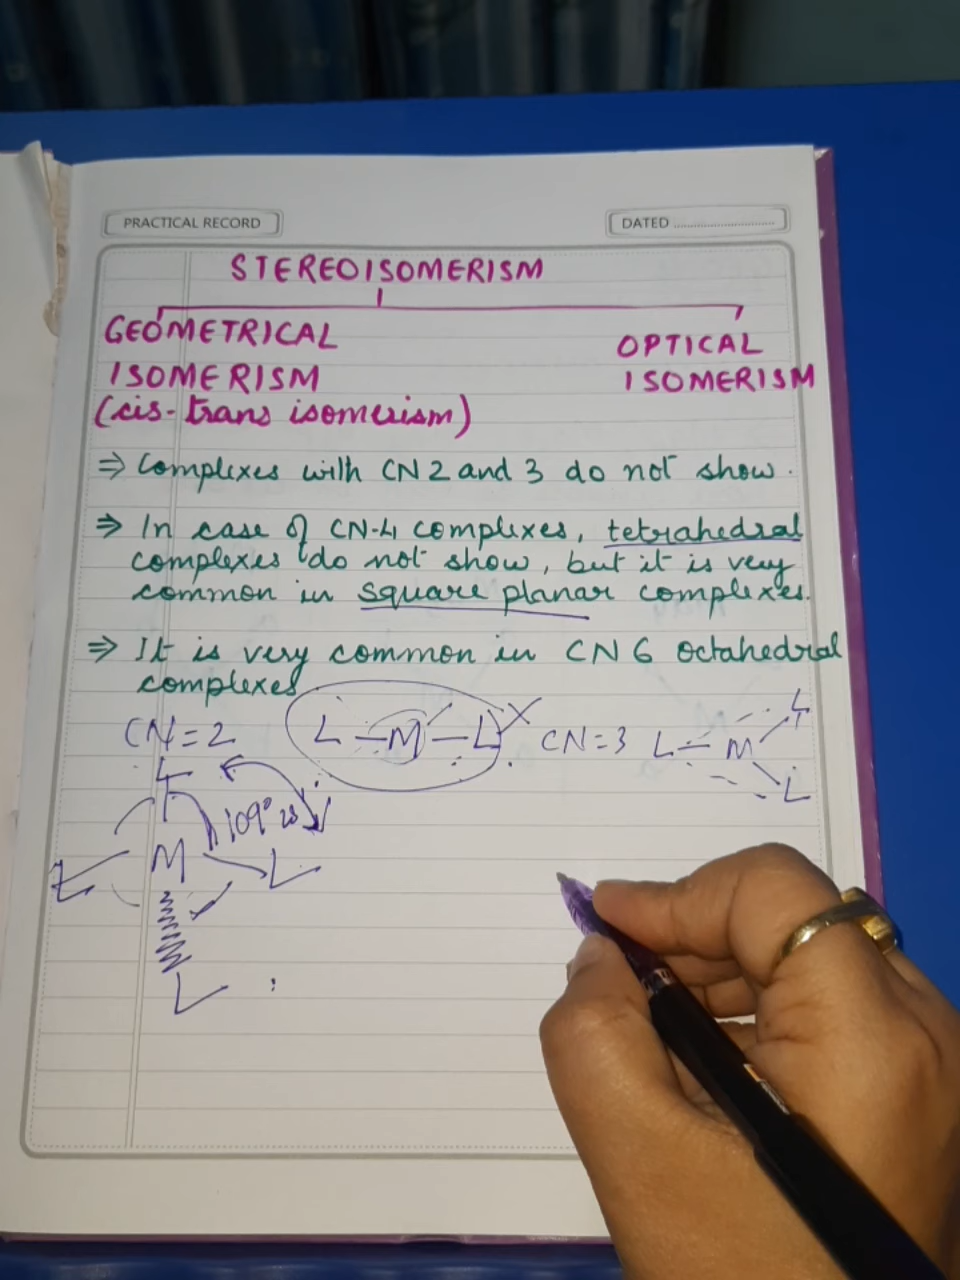 PRACTICAL RECORD
DATED ..............................
STEREOISOMERISM
GEOMETRICAL ISOMERISM
(cis-trans isomerism)
OPTICAL
ISOMERISM
⇒ Complexes with CN 2 and 3 do not show.
⇒ In case of CN-4 complexes, tetrahedral
complexes do not show, but it is very
common in square planar complexes.
⇒ It is very common in CN 6 octahedral
complexes
CN=2 L—M—L X CN=3 L—M L L
L
109° 28'
L M L
L